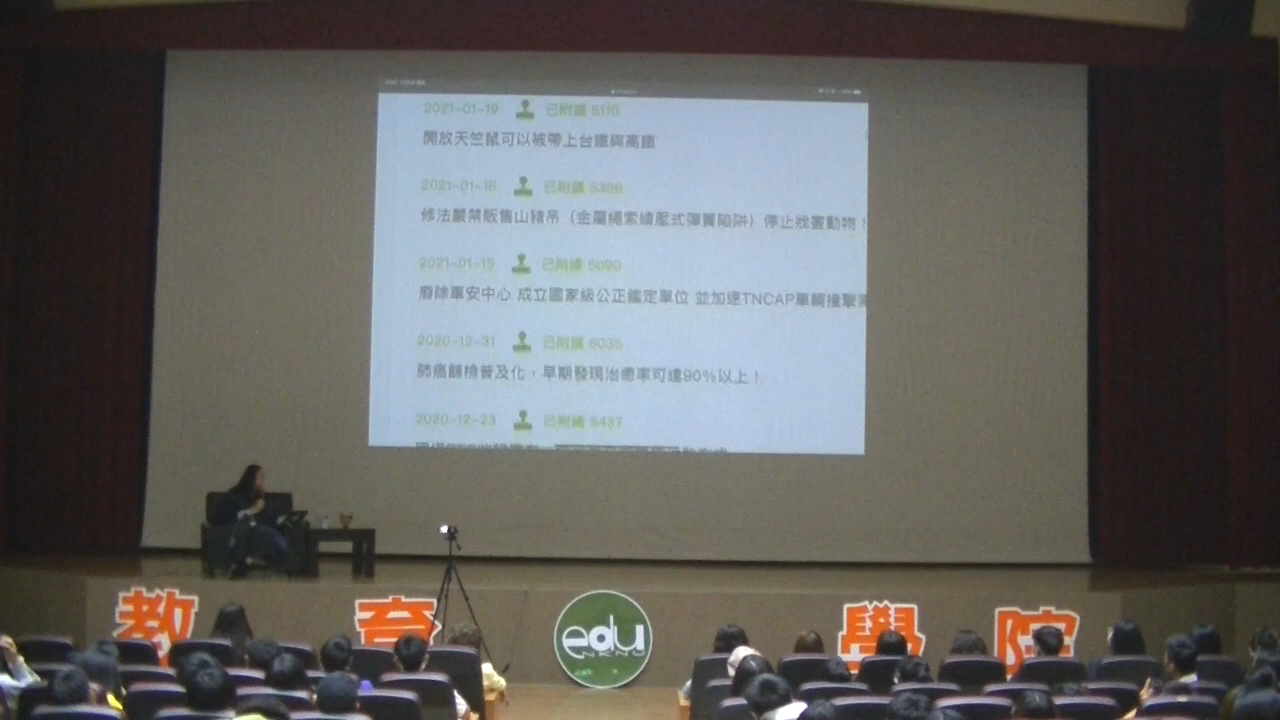 2021-01-19 已附議 5110
開放天竺鼠可以被帶上台鐵與高鐵
2021-01-18 已附議 5366
修法嚴禁販售山豬吊（金屬繩索續壓式彈簧陷阱）停止戕害動物！
2021-01-15 已附議 5090
廢除車安中心 成立國家級公正鑑定單位 並加速TNCAP車輛撞擊
2020-12-31 已附議 6035
肺癌篩檢普及化，早期發現治癒率可達90%以上！
2020-12-23 已附議 5437
教育學院
edu
NCNU